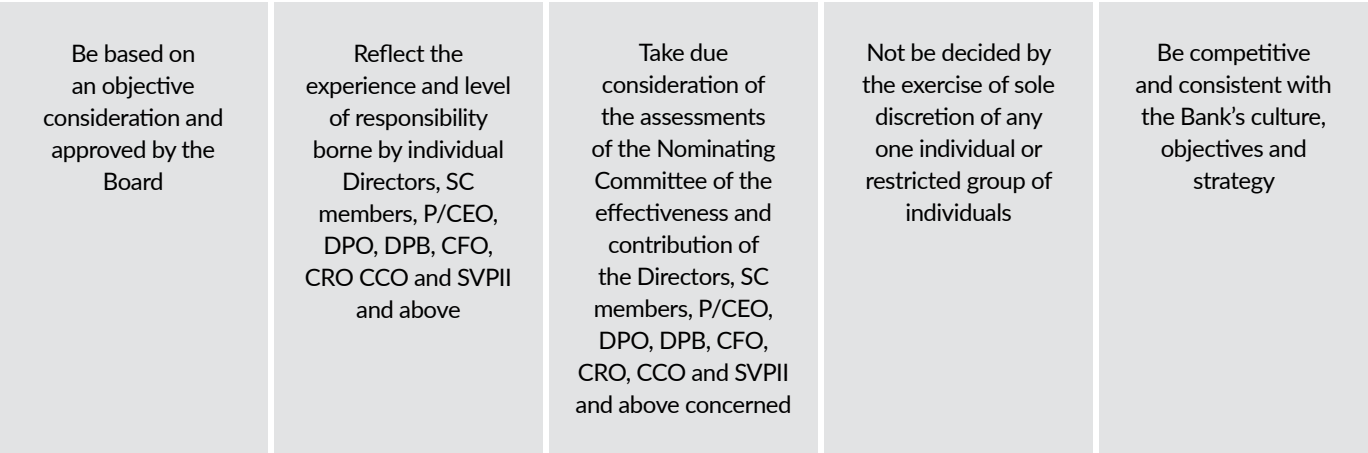 Be based on
an objective
consideration and
approved by the
Board
Reflect the
experience and level
of responsibility
borne by individual
Directors, SC
members, P/CEO,
DPO, DPB, CFO,
CRO CCO and SVPII
and above
Take due
consideration of
the assessments
of the Nominating
Committee of the
effectiveness and
contribution of
the Directors, SC
members, P/CEO,
DPO, DPB, CFO,
CRO, CCO and SVPII
and above concerned
Not be decided by
the exercise of sole
discretion of any
one individual or
restricted group of
individuals
Be competitive
and consistent with
the Bank’s culture,
objectives and
strategy